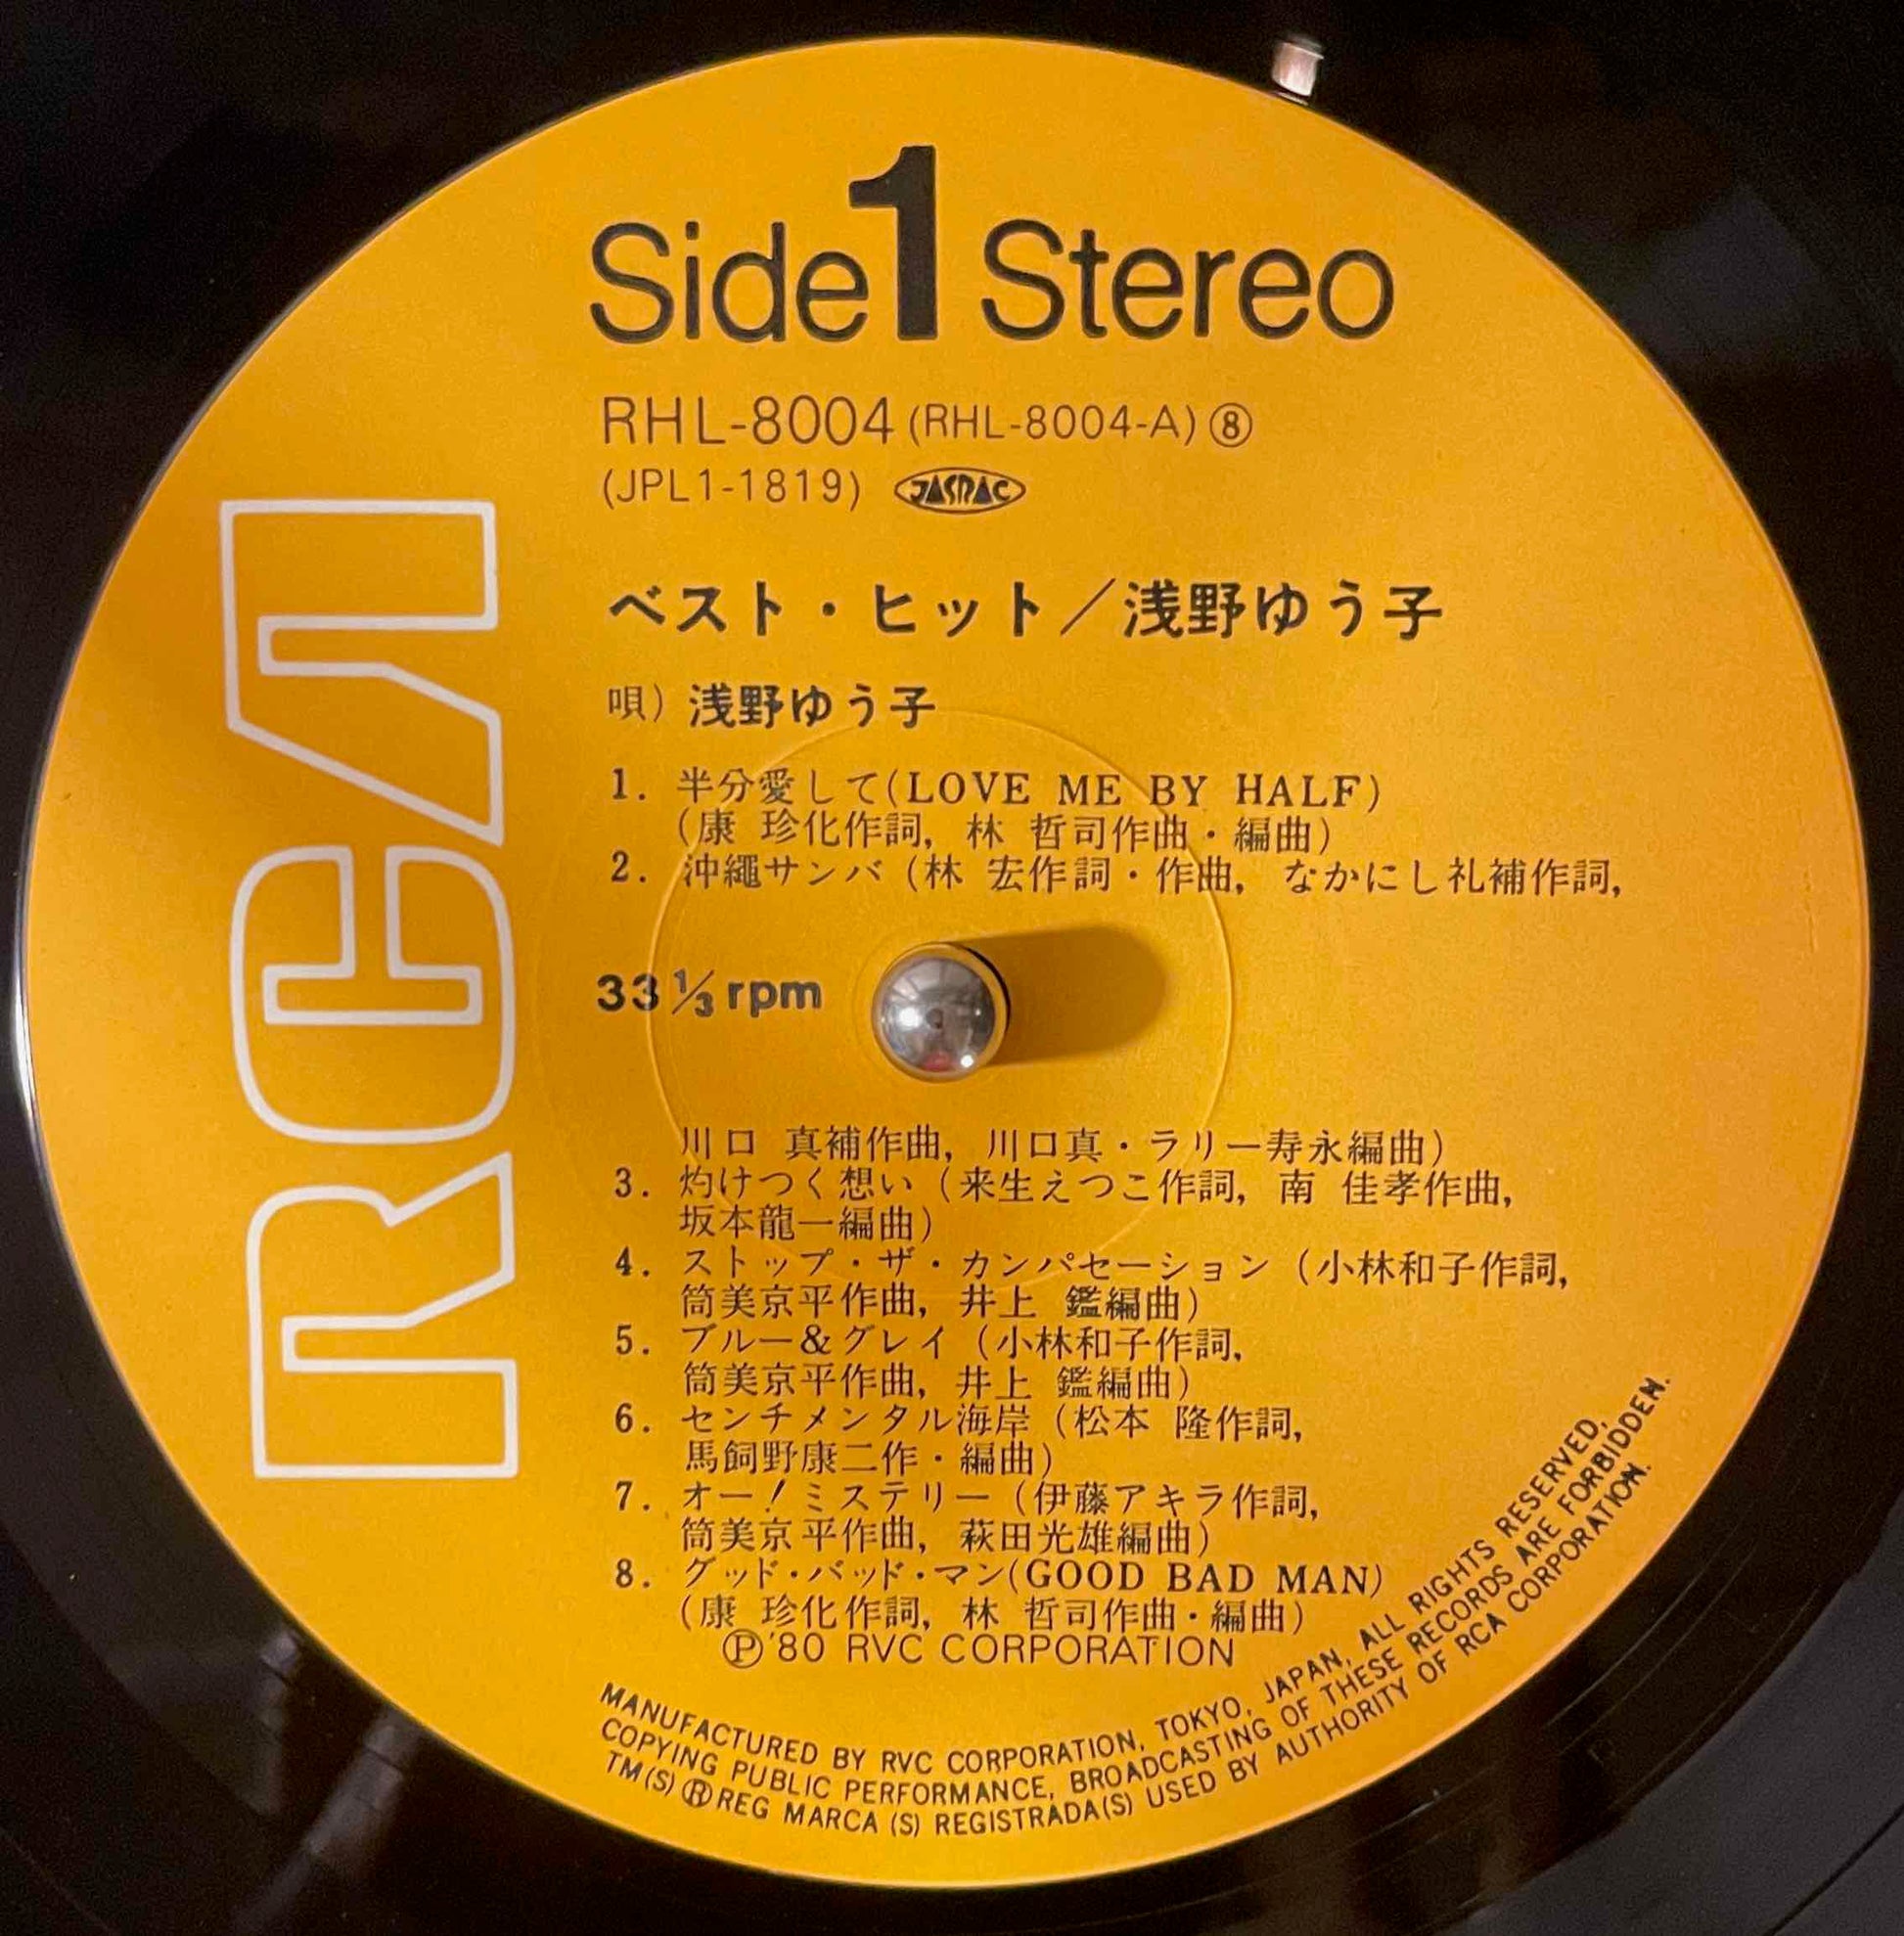 Side 1 Stereo
RHL-8004 (RHL-8004-A) ⑧
(JPL1-1819) JASRAC
ベスト・ヒット／浅野ゆう子
唄) 浅野ゆう子
1. 半分愛して(LOVE ME BY HALF)
(康 珍化作詞, 林 哲司作曲・編曲)
2. 沖縄サンバ (林 宏作詞・作曲, なかにし礼補作詞,
33 1/3 rpm
川口 真補作曲, 川口真・ラリー寿永編曲)
3. 灼けつく想い (来生えつこ作詞, 南 佳孝作曲,
坂本龍一編曲)
4. ストップ・ザ・カンバセーション (小林和子作詞,
筒美京平作曲, 井上 鑑編曲)
5. ブルー&グレイ (小林和子作詞,
筒美京平作曲, 井上 鑑編曲)
6. センチメンタル海岸 (松本 隆作詞,
馬飼野康二作・編曲)
7. オー!ミステリー (伊藤アキラ作詞,
筒美京平作曲, 萩田光雄編曲)
8. グッド・バッド・マン(GOOD BAD MAN)
(康 珍化作詞, 林 哲司作曲・編曲)
Ⓟ'80 RVC CORPORATION
MANUFACTURED BY RVC CORPORATION, TOKYO, JAPAN, ALL RIGHTS RESERVED,
COPYING PUBLIC PERFORMANCE, BROADCASTING OF THESE RECORDS ARE FORBIDDEN.
TM(S) ® REG MARCA (S) REGISTRADA(S) USED BY AUTHORITY OF RCA CORPORATION.
RCA